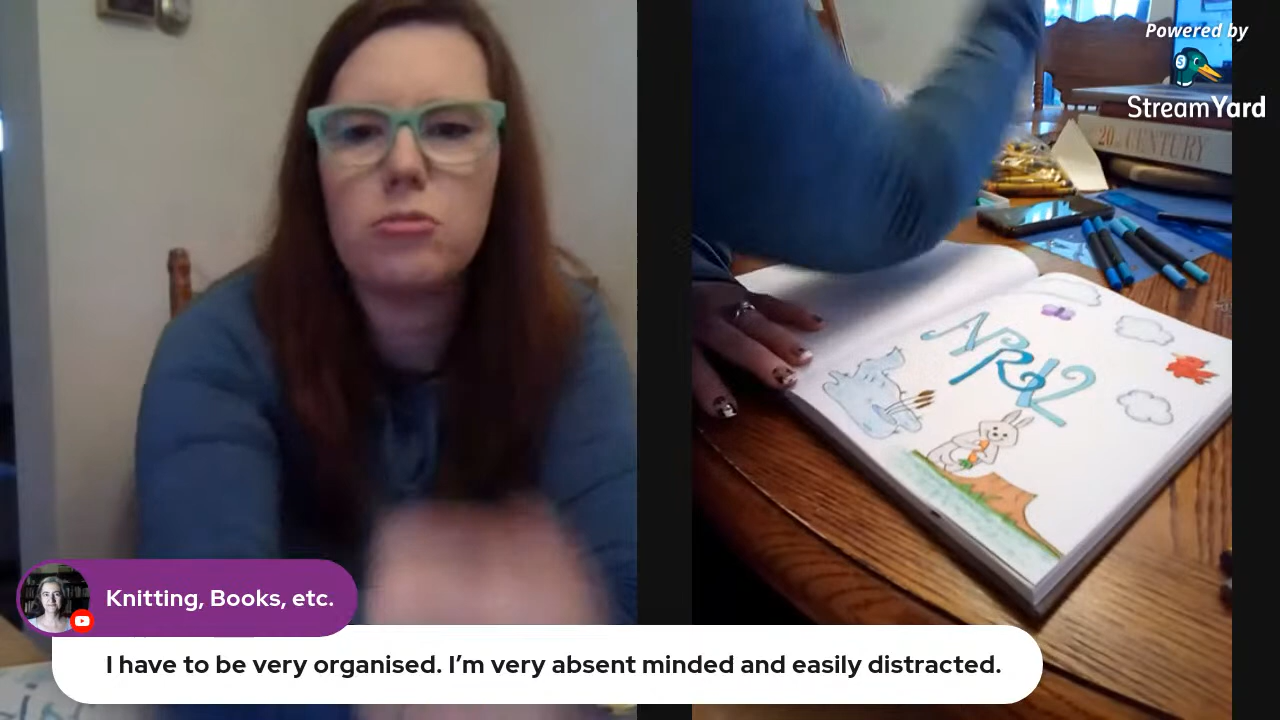 Powered by
StreamYard
20th CENTURY
APRIL
Knitting, Books, etc.
I have to be very organised. I’m very absent minded and easily distracted.